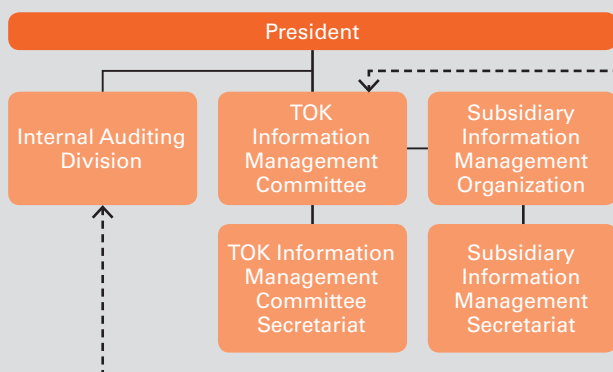 President
Internal Auditing
Division
TOK
Information
Management
Committee
Subsidiary
Information
Management
Organization
TOK Information
Management
Committee
Secretariat
Subsidiary
Information
Management
Secretariat